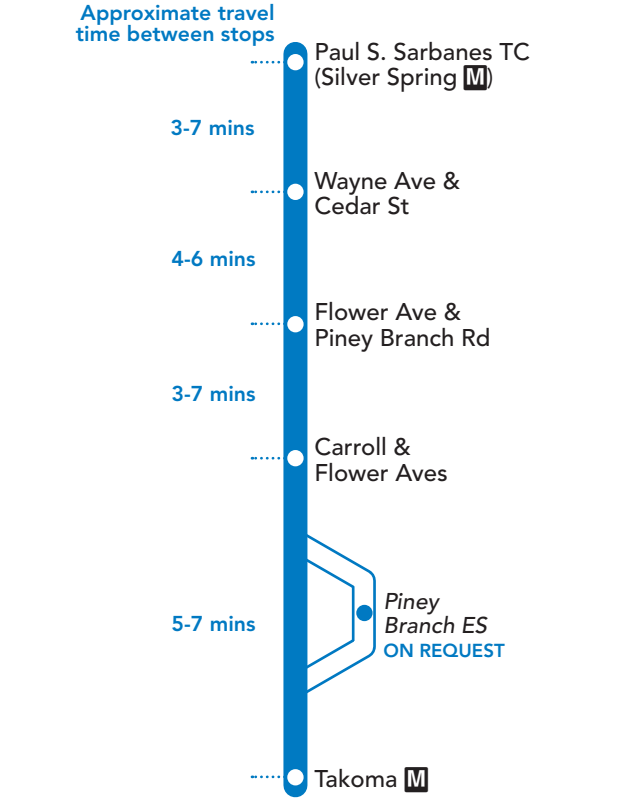 Approximate travel
time between stops
Paul S. Sarbanes TC
(Silver Spring M)
3-7 mins
Wayne Ave &
Cedar St
4-6 mins
Flower Ave &
Piney Branch Rd
3-7 mins
Carroll &
Flower Aves
5-7 mins
Piney
Branch ES
ON REQUEST
Takoma M